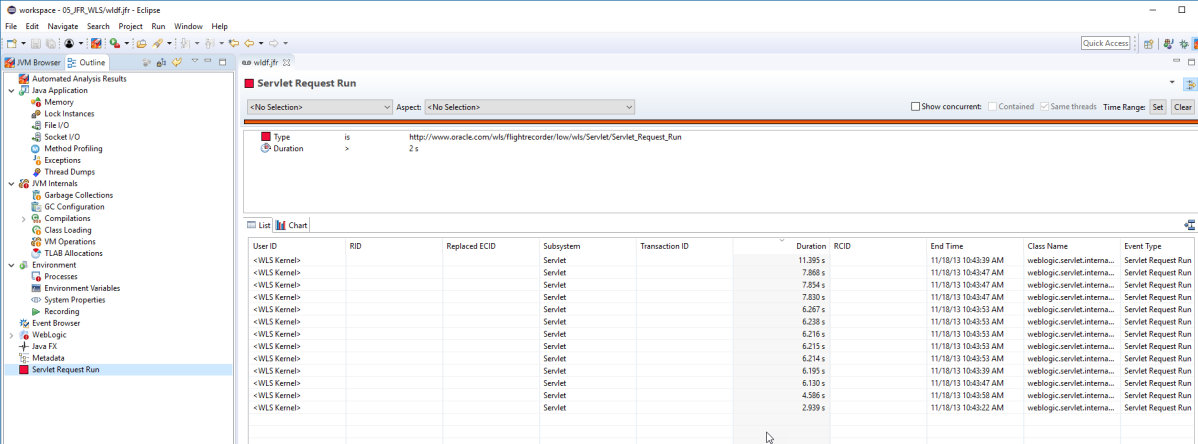 workspace - 05_JFR_WLS/wldf.jfr - Eclipse
File Edit Navigate Search Project Run Window Help
Quick Access
JVM Browser Outline
wldf.jfr
Automated Analysis Results
Java Application
Memory
Lock Instances
File I/O
Socket I/O
Method Profiling
Exceptions
Thread Dumps
JVM Internals
Garbage Collections
GC Configuration
Compilations
Class Loading
VM Operations
TLAB Allocations
Environment
Processes
Environment Variables
System Properties
Recording
Event Browser
WebLogic
Java FX
Metadata
Servlet Request Run
Servlet Request Run
<No Selection> Aspect: <No Selection> Show concurrent: Contained Same threads Time Range: Set Clear
Type is http://www.oracle.com/wls/flightrecorder/low/wls/Servlet/Servlet_Request_Run
Duration > 2 s
List Chart
User ID RID Replaced ECID Subsystem Transaction ID Duration RCID End Time Class Name Event Type
<WLS Kernel> Servlet 11.395 s 11/18/13 10:43:39 AM weblogic.servlet.interna... Servlet Request Run
<WLS Kernel> Servlet 7.868 s 11/18/13 10:43:47 AM weblogic.servlet.interna... Servlet Request Run
<WLS Kernel> Servlet 7.854 s 11/18/13 10:43:47 AM weblogic.servlet.interna... Servlet Request Run
<WLS Kernel> Servlet 7.830 s 11/18/13 10:43:47 AM weblogic.servlet.interna... Servlet Request Run
<WLS Kernel> Servlet 6.267 s 11/18/13 10:43:53 AM weblogic.servlet.interna... Servlet Request Run
<WLS Kernel> Servlet 6.238 s 11/18/13 10:43:53 AM weblogic.servlet.interna... Servlet Request Run
<WLS Kernel> Servlet 6.216 s 11/18/13 10:43:53 AM weblogic.servlet.interna... Servlet Request Run
<WLS Kernel> Servlet 6.215 s 11/18/13 10:43:53 AM weblogic.servlet.interna... Servlet Request Run
<WLS Kernel> Servlet 6.214 s 11/18/13 10:43:53 AM weblogic.servlet.interna... Servlet Request Run
<WLS Kernel> Servlet 6.195 s 11/18/13 10:43:39 AM weblogic.servlet.interna... Servlet Request Run
<WLS Kernel> Servlet 6.130 s 11/18/13 10:43:47 AM weblogic.servlet.interna... Servlet Request Run
<WLS Kernel> Servlet 4.586 s 11/18/13 10:43:58 AM weblogic.servlet.interna... Servlet Request Run
<WLS Kernel> Servlet 2.939 s 11/18/13 10:43:22 AM weblogic.servlet.interna... Servlet Request Run